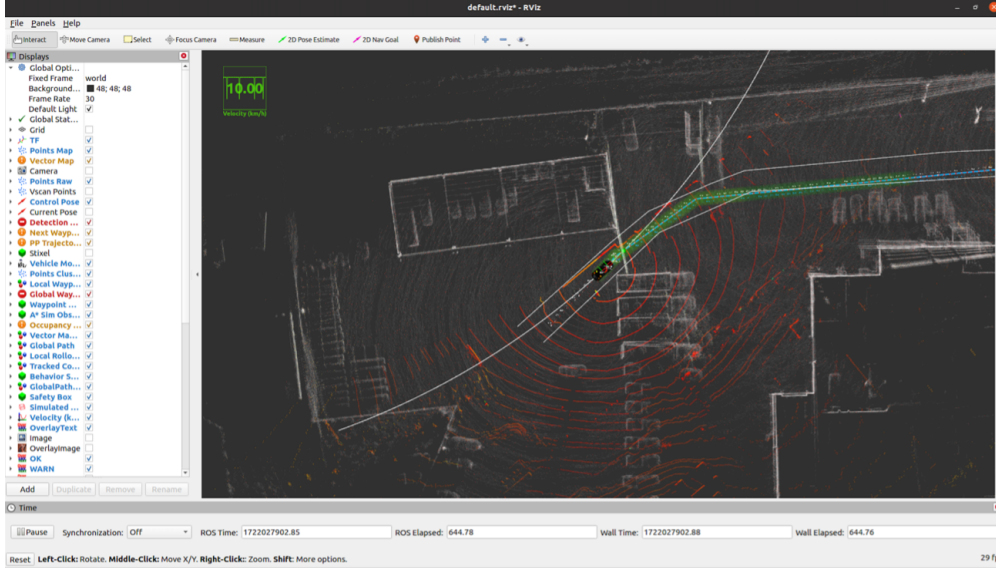 default.rviz* - RViz
File Panels Help
Interact Move Camera Select Focus Camera Measure 2D Pose Estimate 2D Nav Goal Publish Point
Displays
Global Opti...
Fixed Frame world
Background... 48; 48; 48
Frame Rate 30
Default Light
Global Stat...
Grid
TF
Points Map
Vector Map
Camera
Points Raw
Vscan Points
Control Pose
Current Pose
Detection ...
Next Wayp...
PP Trajecto...
Stixel
Vehicle Mo...
Points Clus...
Local Wayp...
Global Way...
Waypoint ...
A* Sim Obs...
Occupancy ...
Vector Ma...
Global Path
Local Rollo...
Tracked Co...
Behavior S...
GlobalPath...
Safety Box
Simulated ...
Velocity (k...
OverlayText
Image
OverlayImage
OK
WARN
Add Duplicate Remove Rename
10.00
Velocity (km/h)
Time
Pause Synchronization: Off ROS Time: 1722027902.85 ROS Elapsed: 644.78 Wall Time: 1722027902.88 Wall Elapsed: 644.76
Reset Left-Click: Rotate. Middle-Click: Move X/Y. Right-Click:: Zoom. Shift: More options. 29 fp